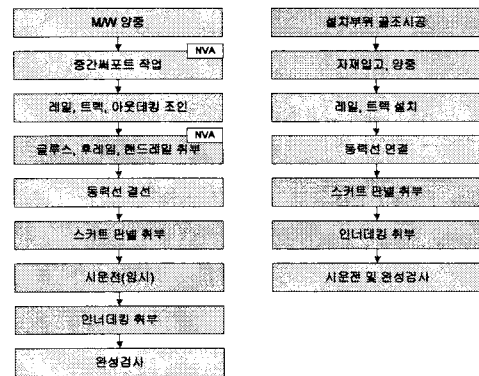 M/W 양중
NVA
중간써포트 작업
레일, 트랙, 아웃데킹 조인
NVA
글루스, 후레임, 핸드레일 취부
동력선 결선
스커트 판넬 취부
시운전(임시)
인너데킹 취부
완성검사
설치부위 골조시공
자재입고, 양중
레일, 트랙 설치
동력선 연결
스커트 판넬 취부
인너데킹 취부
시운전 및 완성검사